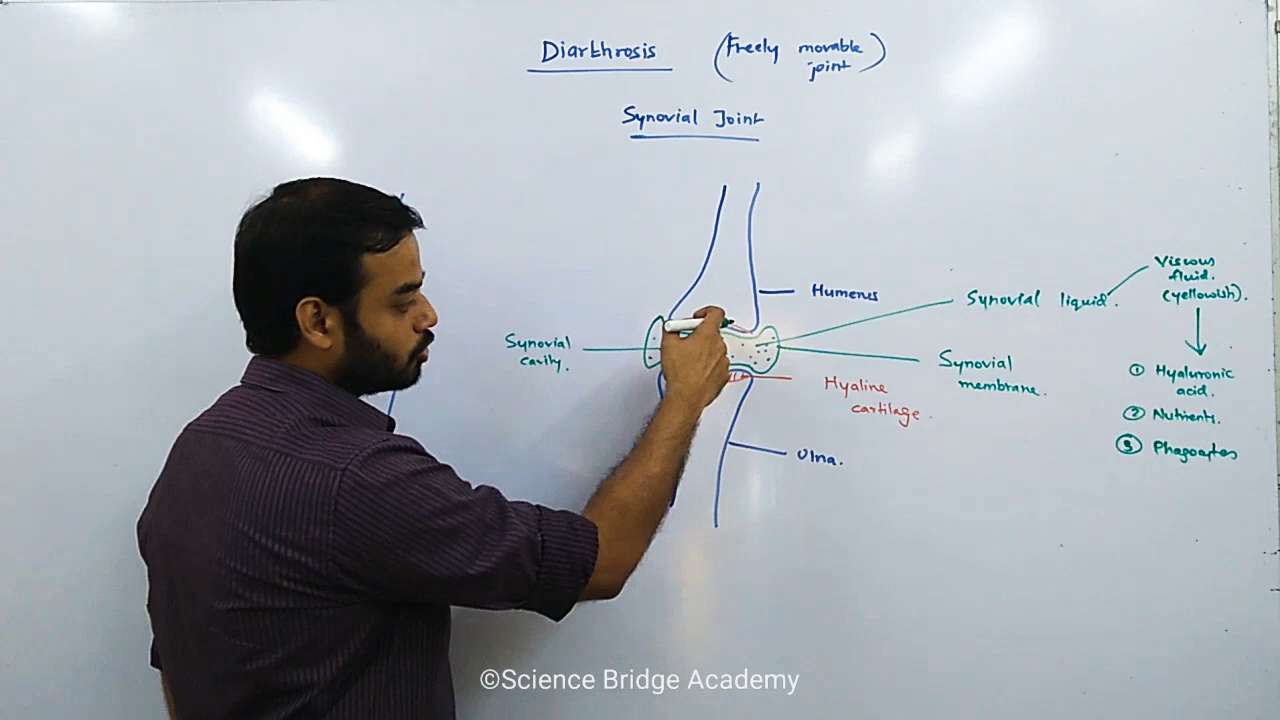 Diarthrosis (Freely movable
joint)
Synovial Joint
Humerus
Synovial liquid.
Viscous
fluid.
(yellowish).
Synovial
cavity.
Synovial
membrane.
① Hyaluronic
acid.
② Nutrients.
③ Phagocytes
Hyaline
cartilage.
Ulna.
©Science Bridge Academy